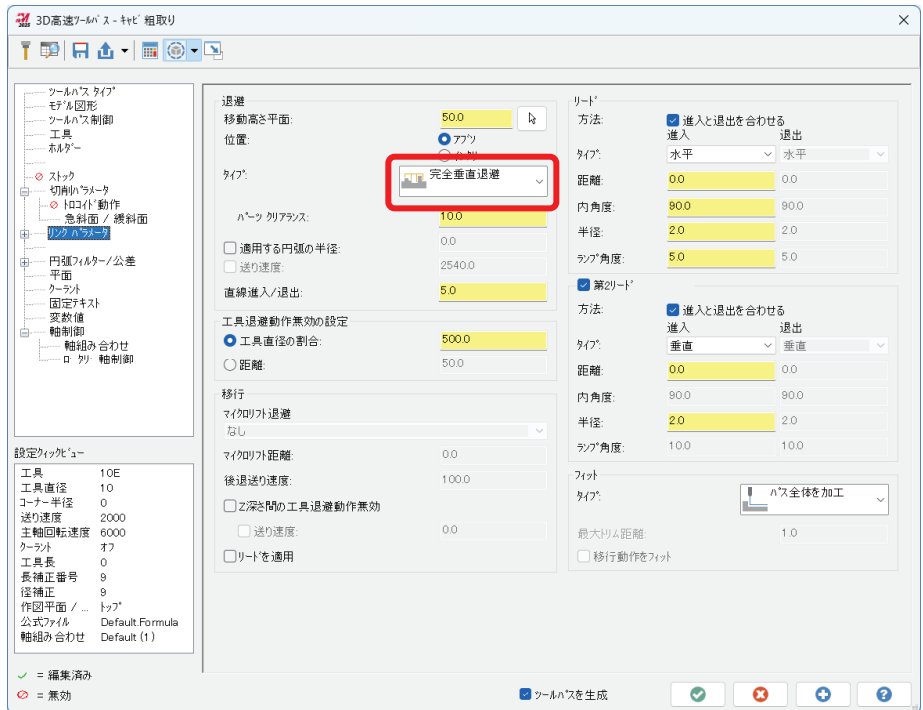 3D高速ツールパス - キャビ粗取り
ツールパス タイプ
モデル図形
ツールパス制御
工具
ホルダー
ストック
切削パラメータ
トロコイド動作
急斜面 / 緩斜面
リンク パラメータ
円弧フィルター/公差
平面
クーラント
固定テキスト
変数値
軸制御
軸組み合わせ
ロータリー軸制御
設定クイックビュー
工具 10E
工具直径 10
コーナー半径 0
送り速度 2000
主軸回転速度 6000
クーラント オフ
工具長 0
長補正番号 9
径補正 9
作図平面 / ... トップ
公式ファイル Default.Formula
軸組み合わせ Default (1)
= 編集済み
= 無効
退避
移動高さ平面: 50.0
位置: アブソ
タイプ: 完全垂直退避
パーツ クリアランス: 10.0
適用する円弧の半径: 0.0
送り速度: 2540.0
直線進入/退出: 5.0
工具退避動作無効の設定
工具直径の割合: 500.0
距離: 50.0
移行
マイクロリフト退避
なし
マイクロリフト距離: 0.0
後退送り速度: 100.0
Z深さ間の工具退避動作無効
送り速度: 0.0
リードを適用
リード
方法: 進入と退出を合わせる
進入 退出
タイプ: 水平 水平
距離: 0.0 0.0
内角度: 90.0 90.0
半径: 2.0 2.0
ランプ角度: 5.0 5.0
第2リード
方法: 進入と退出を合わせる
進入 退出
タイプ: 垂直 垂直
距離: 0.0 0.0
内角度: 90.0 90.0
半径: 2.0 2.0
ランプ角度: 10.0 10.0
フィット
タイプ: パス全体を加工
最大トリム距離: 1.0
移行動作をフィット
ツールパスを生成